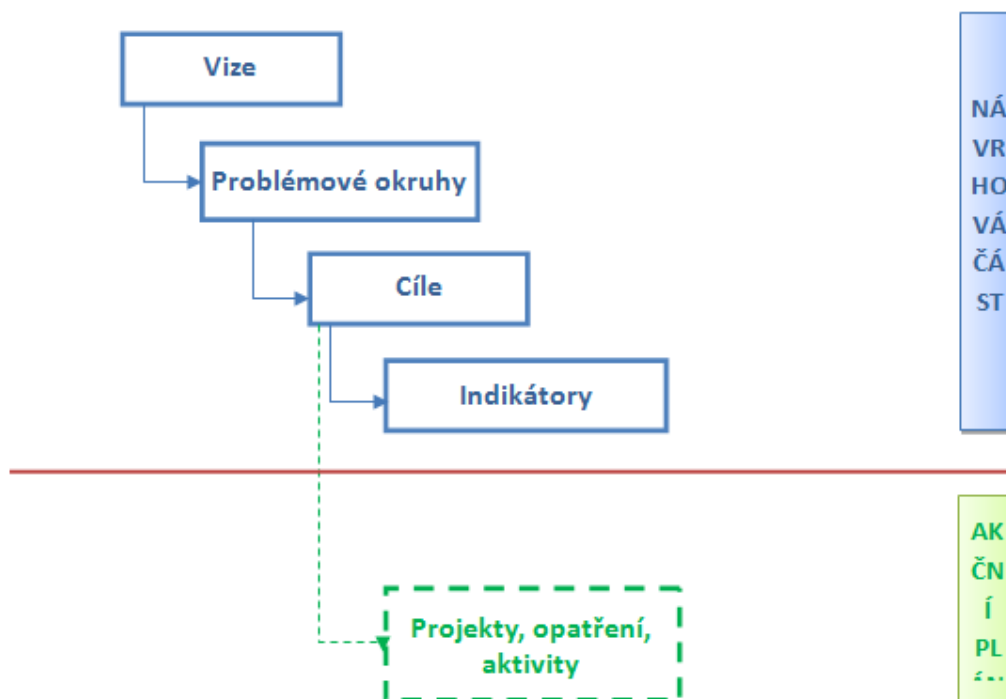 Vize
Problémové okruhy
Cíle
Indikátory
NÁ
VR
HO
VÁ
ČÁ
ST
Projekty, opatření,
aktivity
AK
ČN
Í
PL